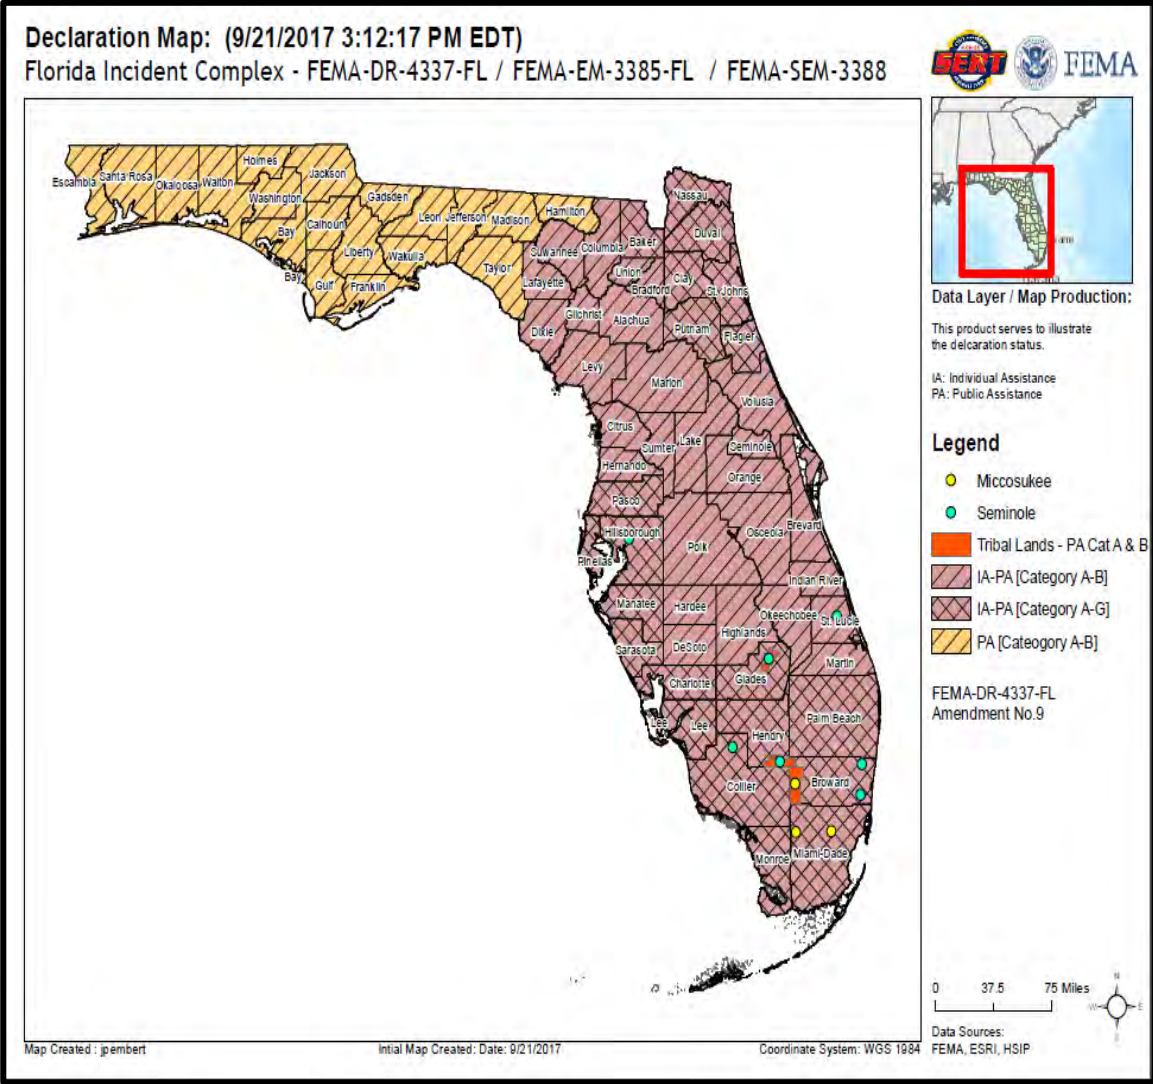 Declaration Map: (9/21/2017 3:12:17 PM EDT)
Florida Incident Complex - FEMA-DR-4337-FL / FEMA-EM-3385-FL / FEMA-SEM-3388
SERT
FEMA
Holmes
Jackson
Escambia
Santa Rosa
Okaloosa
Walton
Washington
Gadsden
Nassau
Bay
Calhoun
Leon
Jefferson
Madison
Hamilton
Duval
Liberty
Wakulla
Suwannee
Columbia
Baker
Bay
Gulf
Franklin
Taylor
Lafayette
Union
Bradford
Clay
St. Johns
Dixie
Gilchrist
Alachua
Putnam
Flagler
Levy
Marion
Volusia
Citrus
Sumter
Lake
Seminole
Hernando
Orange
Pasco
Hillsborough
Osceola
Brevard
Pinellas
Polk
Indian River
Manatee
Hardee
Okeechobee
St. Lucie
Highlands
Sarasota
DeSoto
Martin
Charlotte
Glades
Lee
Lee
Hendry
Palm Beach
Collier
Broward
Monroe
Miami-Dade
Data Layer / Map Production:
This product serves to illustrate
the delcaration status.
IA: Individual Assistance
PA: Public Assistance
Legend
Miccosukee
Seminole
Tribal Lands - PA Cat A & B
IA-PA [Category A-B]
IA-PA [Category A-G]
PA [Cateogory A-B]
FEMA-DR-4337-FL
Amendment No.9
0 37.5 75 Miles
N
W
E
Data Sources:
FEMA, ESRI, HSIP
Map Created : jpembert
Intial Map Created: Date: 9/21/2017
Coordinate System: WGS 1984